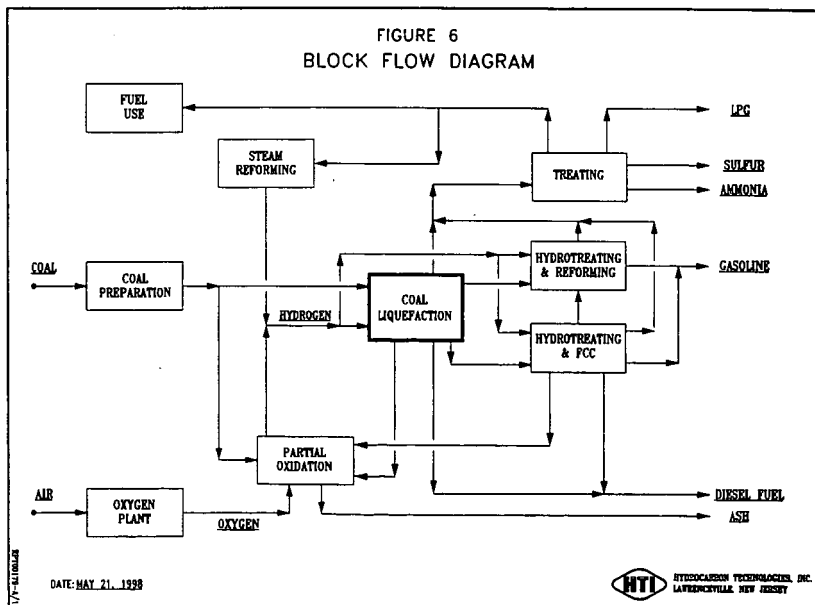 FIGURE 6
BLOCK FLOW DIAGRAM
FUEL
USE
LPG
STEAM
REFORMING
TREATING
SULFUR
AMMONIA
COAL
COAL
PREPARATION
HYDROGEN
COAL
LIQUEFACTION
HYDROTREATING
& REFORMING
GASOLINE
HYDROTREATING
& FCC
PARTIAL
OXIDATION
AIR
OXYGEN
PLANT
OXYGEN
DIESEL FUEL
ASH
DATE: MAY 21, 1998
HTI
HYDROCARBON TECHNOLOGIES, INC.
LAWRENCEVILLE, NEW JERSEY